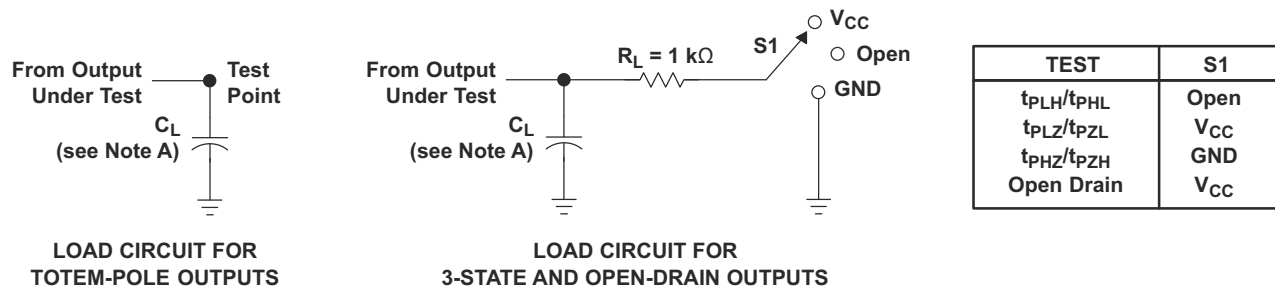 From Output
Under Test
Test
Point
C_L
(see Note A)
LOAD CIRCUIT FOR
TOTEM-POLE OUTPUTS
From Output
Under Test
R_L = 1 kΩ
S1
V_CC
Open
GND
C_L
(see Note A)
LOAD CIRCUIT FOR
3-STATE AND OPEN-DRAIN OUTPUTS
TEST S1
t_PLH/t_PHL Open
t_PLZ/t_PZL V_CC
t_PHZ/t_PZH GND
Open Drain V_CC